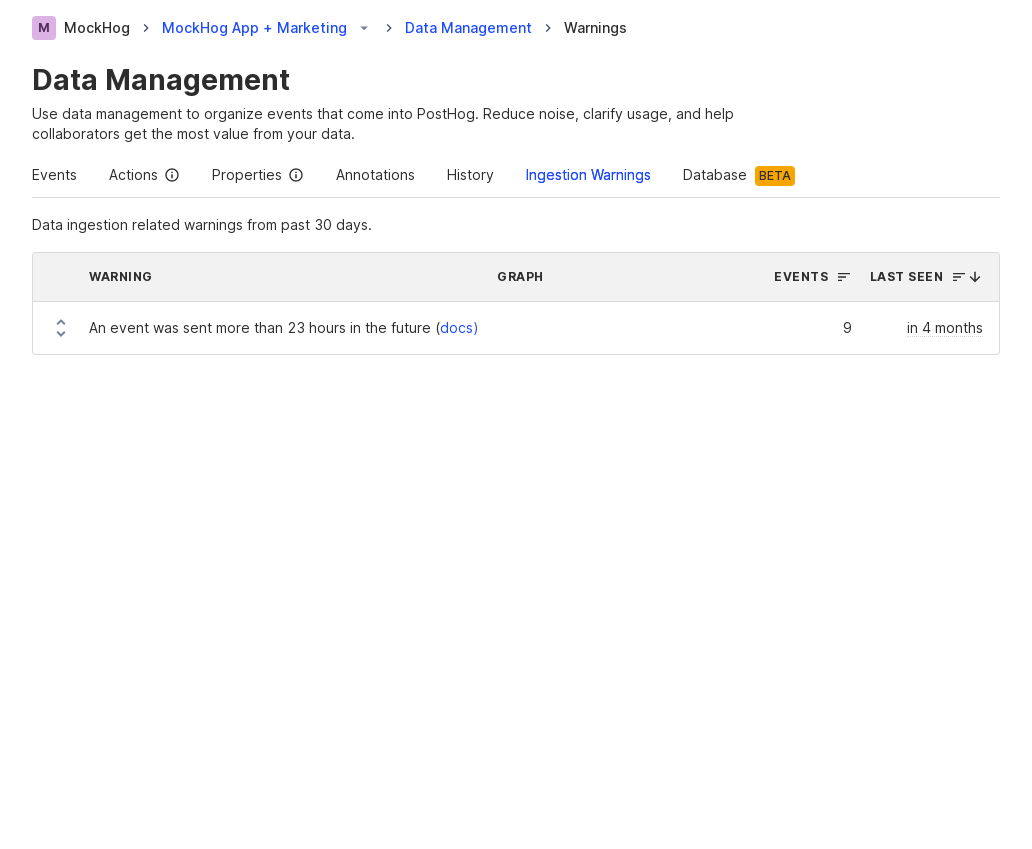 M MockHog MockHog App + Marketing Data Management Warnings
Data Management
Use data management to organize events that come into PostHog. Reduce noise, clarify usage, and help
collaborators get the most value from your data.
Events Actions Properties Annotations History Ingestion Warnings Database BETA
Data ingestion related warnings from past 30 days.
WARNING GRAPH EVENTS LAST SEEN
An event was sent more than 23 hours in the future (docs) 9 in 4 months